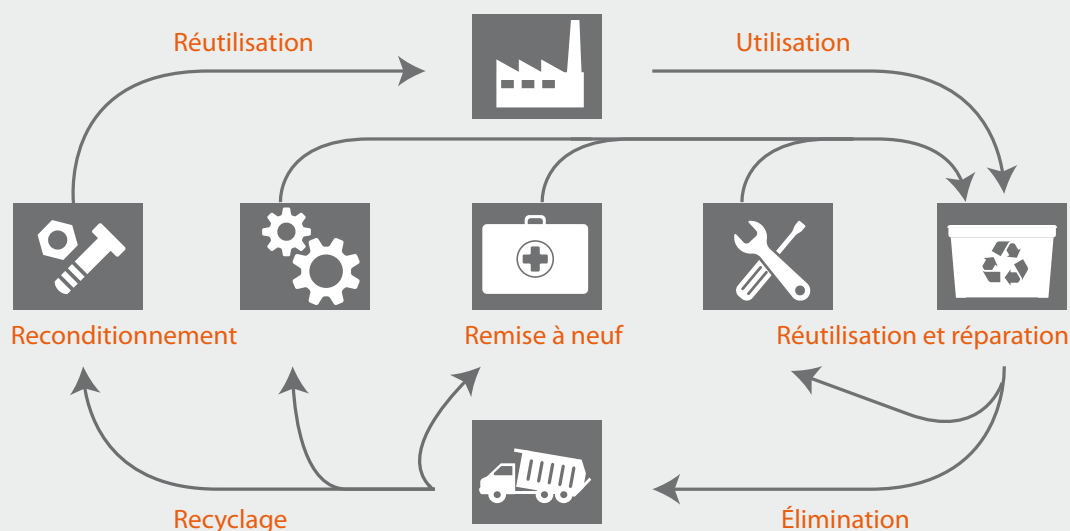 Réutilisation
Utilisation
Reconditionnement
Remise à neuf
Réutilisation et réparation
Recyclage
Élimination